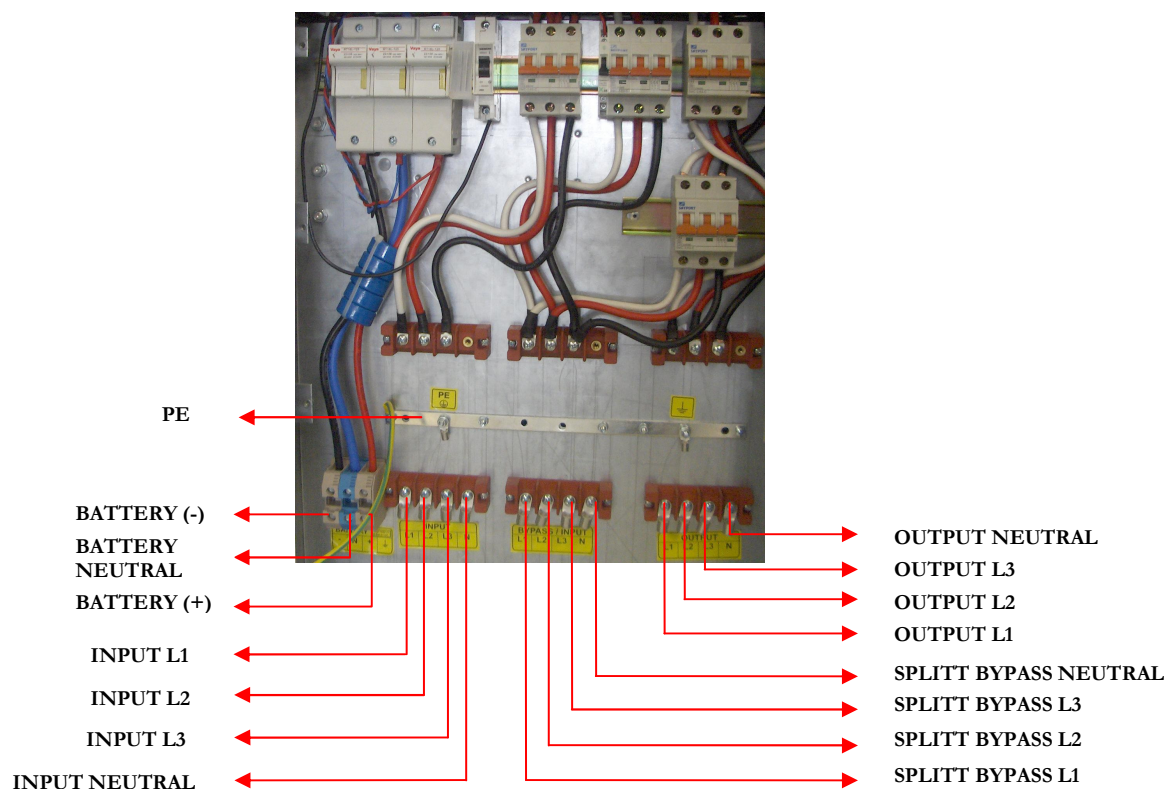 PE
PE
BATTERY (-)
BATTERY
NEUTRAL
BATTERY (+)
INPUT L1
INPUT L2
INPUT L3
INPUT NEUTRAL
INPUT
L1 L2 L3 N
BYPASS / INPUT
L1 L2 L3 N
OUTPUT
L1 L2 L3 N
OUTPUT NEUTRAL
OUTPUT L3
OUTPUT L2
OUTPUT L1
SPLITT BYPASS NEUTRAL
SPLITT BYPASS L3
SPLITT BYPASS L2
SPLITT BYPASS L1